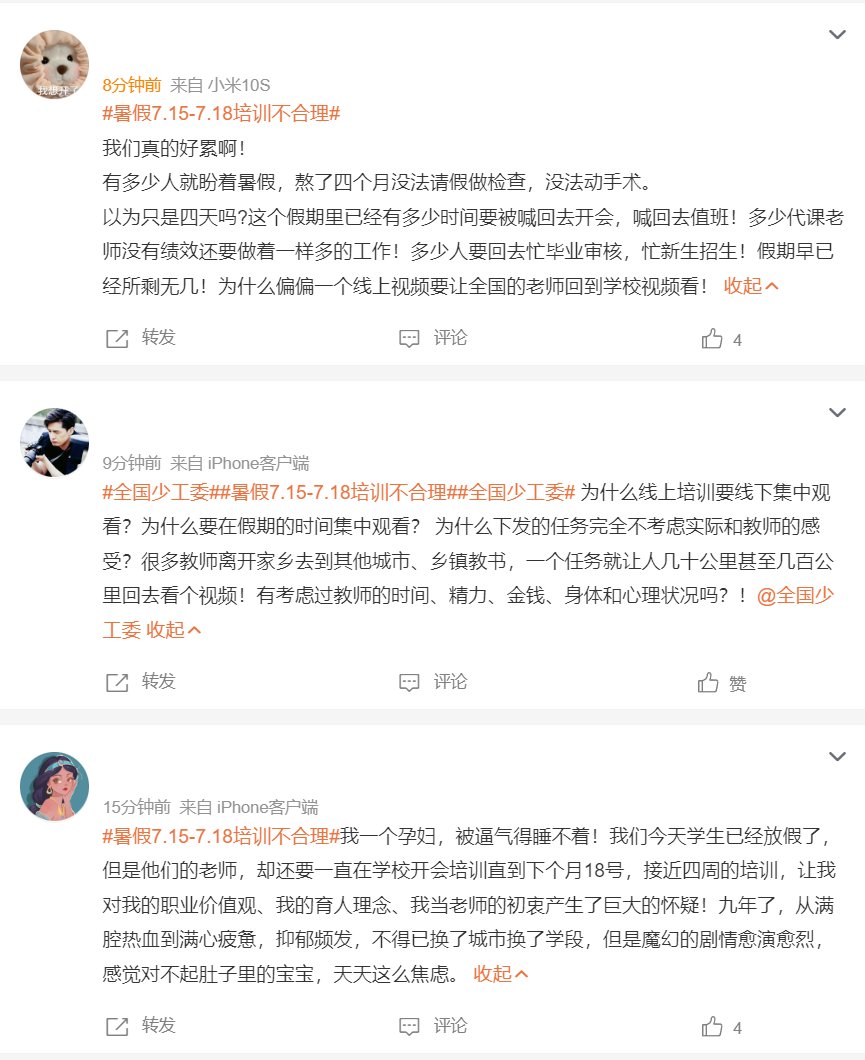 我想开了
8分钟前 来自 小米10S
#暑假7.15-7.18培训不合理#
我们真的好累啊！
有多少人就盼着暑假，熬了四个月没法请假做检查，没法动手术。
以为只是四天吗?这个假期里已经有多少时间要被喊回去开会，喊回去值班！多少代课老
师没有绩效还要做着一样多的工作！多少人要回去忙毕业审核，忙新生招生！假期早已
经所剩无几！为什么偏偏一个线上视频要让全国的老师回到学校视频看！ 收起
转发 评论 4
9分钟前 来自 iPhone客户端
#全国少工委##暑假7.15-7.18培训不合理##全国少工委# 为什么线上培训要线下集中观
看？为什么要在假期的时间集中观看？ 为什么下发的任务完全不考虑实际和教师的感
受？很多教师离开家乡去到其他城市、乡镇教书，一个任务就让人几十公里甚至几百公
里回去看个视频！有考虑过教师的时间、精力、金钱、身体和心理状况吗？！@全国少
工委 收起
转发 评论 赞
15分钟前 来自 iPhone客户端
#暑假7.15-7.18培训不合理#我一个孕妇，被逼气得睡不着！我们今天学生已经放假了，
但是他们的老师，却还要一直在学校开会培训直到下个月18号，接近四周的培训，让我
对我的职业价值观、我的育人理念、我当老师的初衷产生了巨大的怀疑！九年了，从满
腔热血到满心疲惫，抑郁频发，不得已换了城市换了学段，但是魔幻的剧情愈演愈烈，
感觉对不起肚子里的宝宝，天天这么焦虑。 收起
转发 评论 4